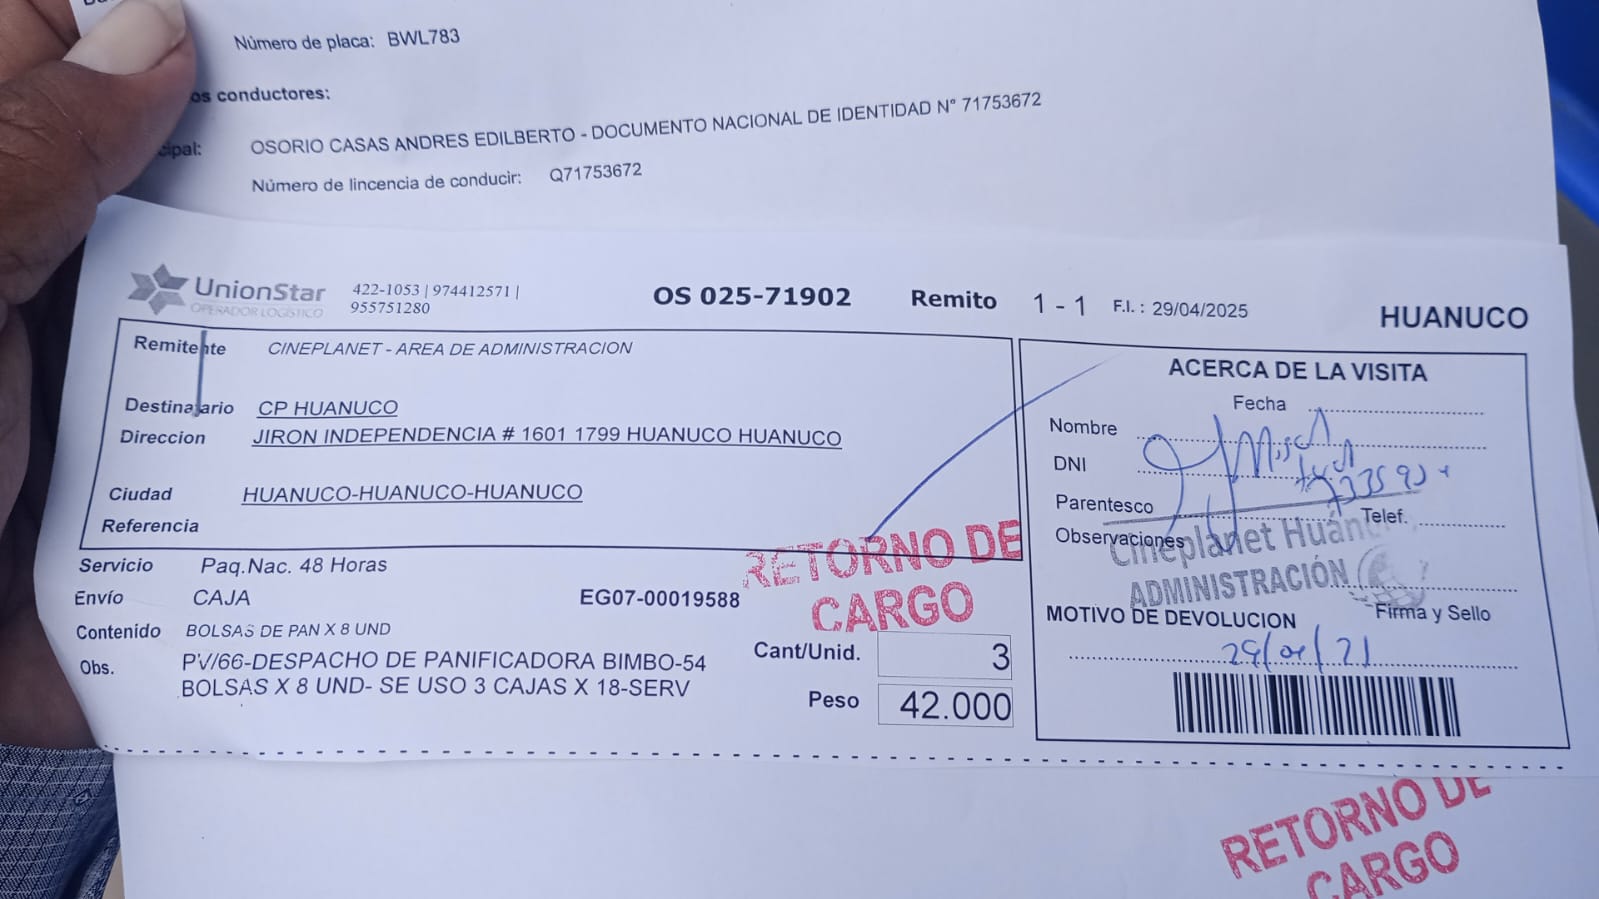 Número de placa: BWL783
os conductores:
cipal: OSORIO CASAS ANDRES EDILBERTO - DOCUMENTO NACIONAL DE IDENTIDAD N° 71753672
Número de lincencia de conducir: Q71753672
UnionStar
OPERADOR LOGÍSTICO
422-1053 | 974412571 |
955751280
OS 025-71902 Remito 1 - 1 F.I. : 29/04/2025 HUANUCO
Remitente CINEPLANET - AREA DE ADMINISTRACION
Destinatario CP HUANUCO
Direccion JIRON INDEPENDENCIA # 1601 1799 HUANUCO HUANUCO
Ciudad HUANUCO-HUANUCO-HUANUCO
Referencia
Servicio Paq.Nac. 48 Horas
Envío CAJA EG07-00019588
Contenido BOLSAS DE PAN X 8 UND
Obs. PV/66-DESPACHO DE PANIFICADORA BIMBO-54
BOLSAS X 8 UND- SE USO 3 CAJAS X 18-SERV
Cant/Unid. 3
Peso 42.000
RETORNO DE
CARGO
ACERCA DE LA VISITA
Fecha
Nombre
DNI
Parentesco
Telef.
Observaciones
Cineplanet Huánu
ADMINISTRACIÓN
Firma y Sello
MOTIVO DE DEVOLUCION
RETORNO DE
CARGO